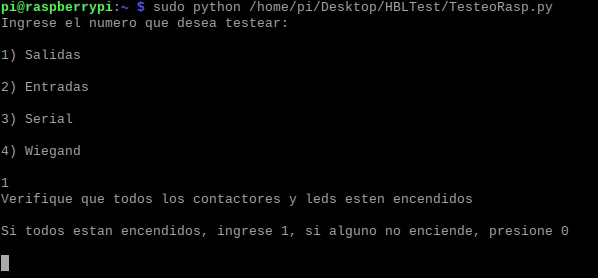 pi@raspberrypi:~ $ sudo python /home/pi/Desktop/HBLTest/TesteoRasp.py
Ingrese el numero que desea testear:
1) Salidas
2) Entradas
3) Serial
4) Wiegand
1
Verifique que todos los contactores y leds esten encendidos
Si todos estan encendidos, ingrese 1, si alguno no enciende, presione 0